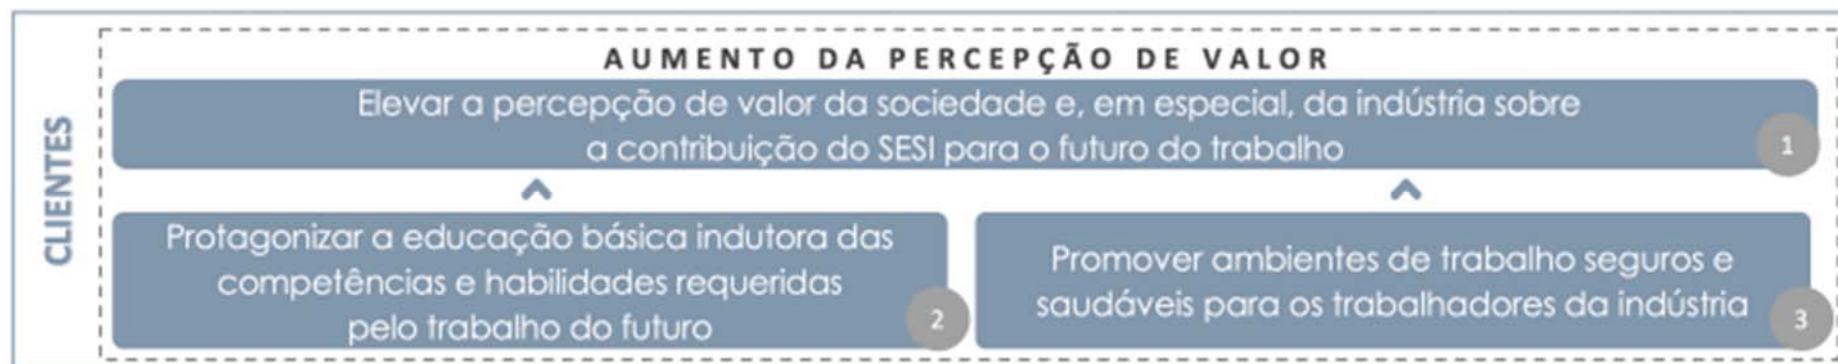 CLIENTES
AUMENTO DA PERCEPÇÃO DE VALOR
Elevar a percepção de valor da sociedade e, em especial, da indústria sobre
a contribuição do SESI para o futuro do trabalho
1
Protagonizar a educação básica indutora das
competências e habilidades requeridas
pelo trabalho do futuro
2
Promover ambientes de trabalho seguros e
saudáveis para os trabalhadores da indústria
3